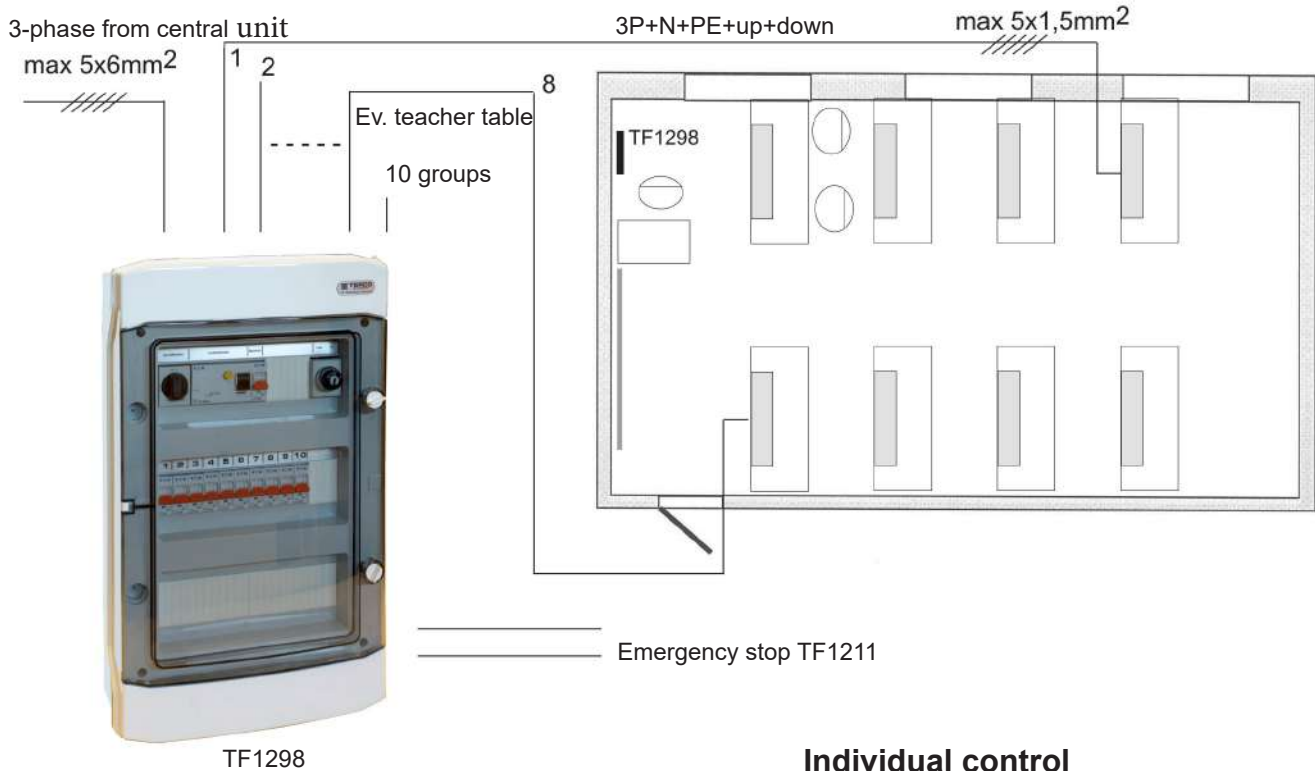 3-phase from central unit
max 5x6mm²
1
2
8
3P+N+PE+up+down
max 5x1,5mm²
Ev. teacher table
10 groups
TF1298
1 2 3 4 5 6 7 8 9 10
Emergency stop TF1211
TF1298
Individual control